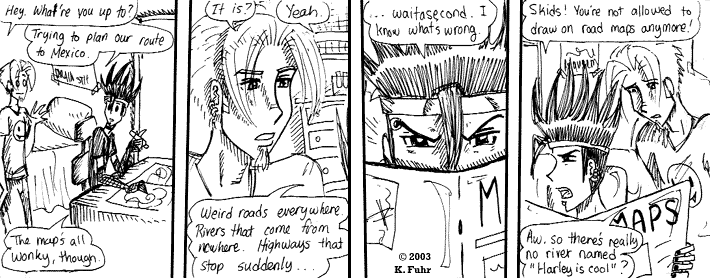 Hey. What're you up to?
Trying to plan our route
to Mexico.
The map's all
wonky, though.
It is?
Yeah.
Weird roads everywhere.
Rivers that come from
nowhere. Highways that
stop suddenly....
... waitasecond. I
know what's wrong.
M
© 2003
K. Fuhr
Skids! You're not allowed to
draw on road maps anymore!
MAPS
Aw. so there's really
no river named
"Harley is cool"?